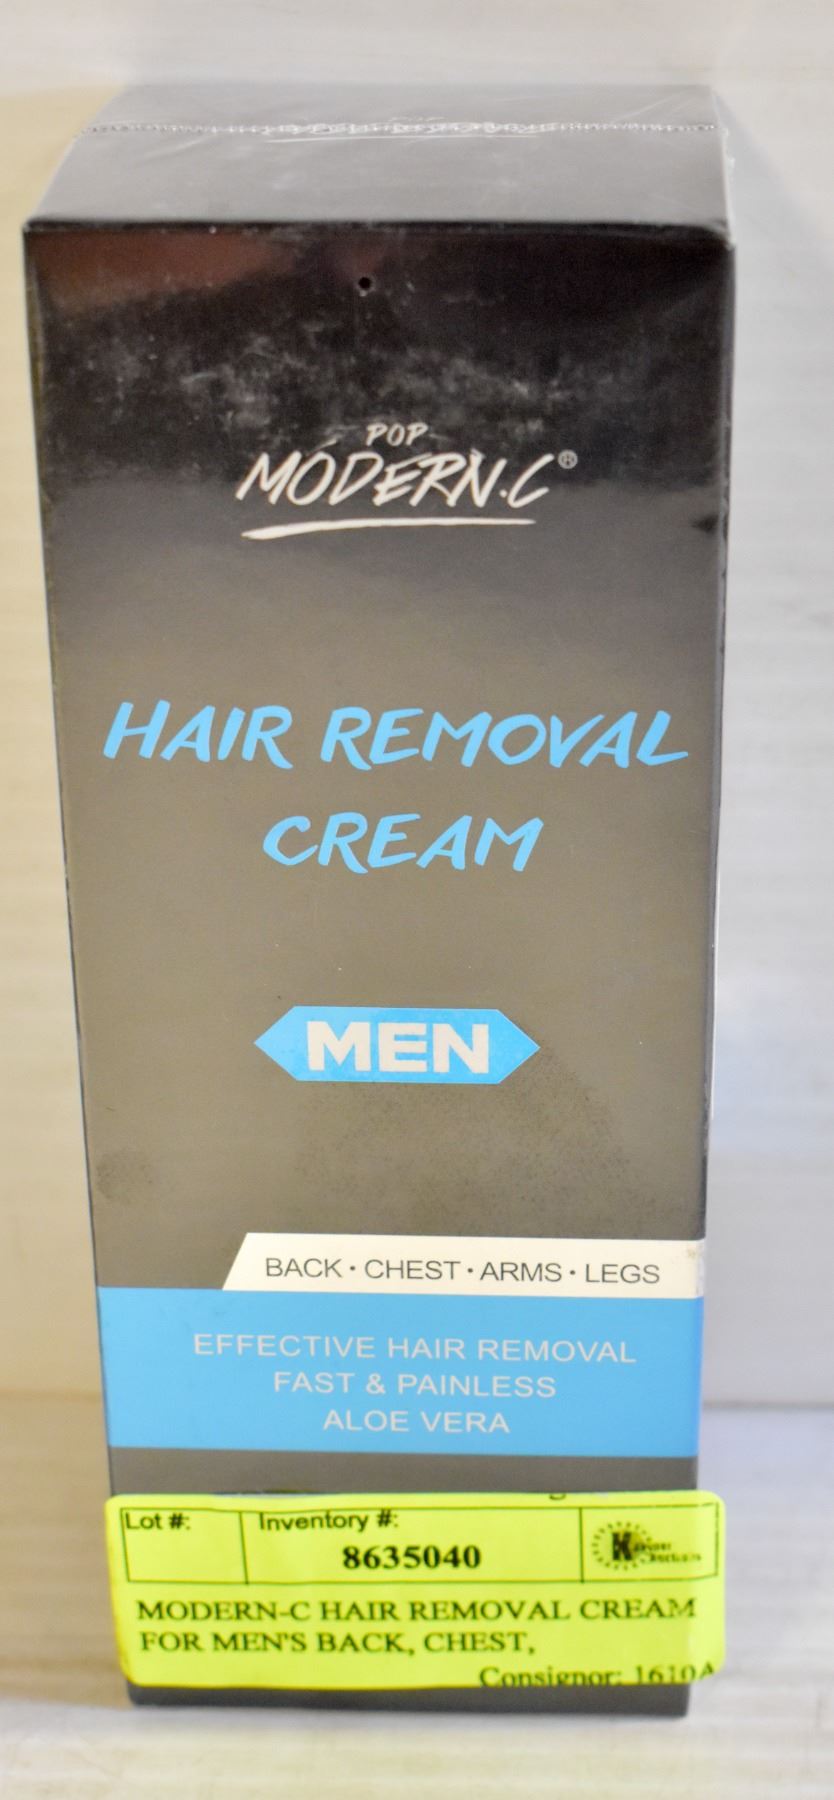 POP
MODERN.C®
HAIR REMOVAL
CREAM
MEN
BACK · CHEST · ARMS · LEGS
EFFECTIVE HAIR REMOVAL
FAST & PAINLESS
ALOE VERA
Lot #: Inventory #:
8635040
MODERN-C HAIR REMOVAL CREAM
FOR MEN'S BACK, CHEST,
Consignor: 1610A